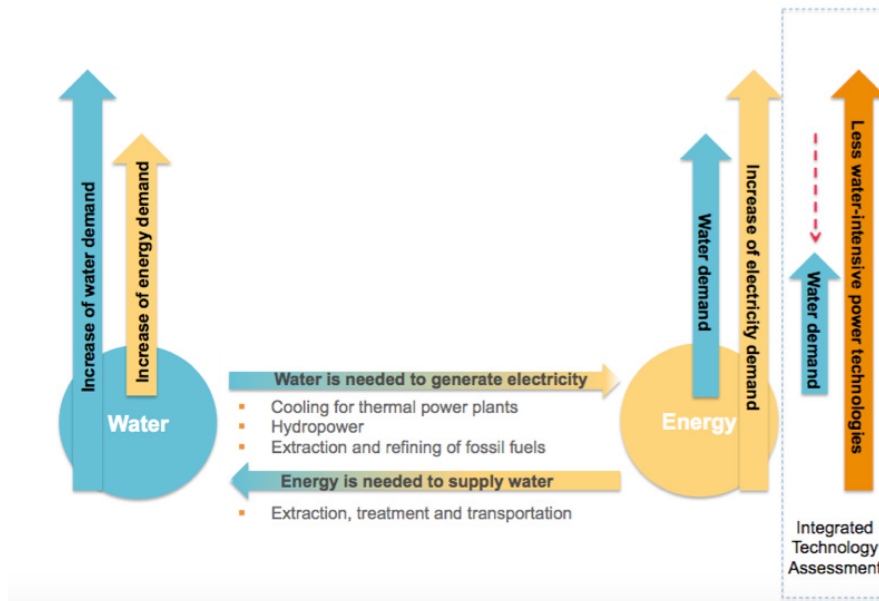 Increase of water demand
Increase of energy demand
Water
Water is needed to generate electricity
▪ Cooling for thermal power plants
▪ Hydropower
▪ Extraction and refining of fossil fuels
Energy is needed to supply water
▪ Extraction, treatment and transportation
Energy
Water demand
Increase of electricity demand
Water demand
Less water-intensive power technologies
Integrated
Technology
Assessment